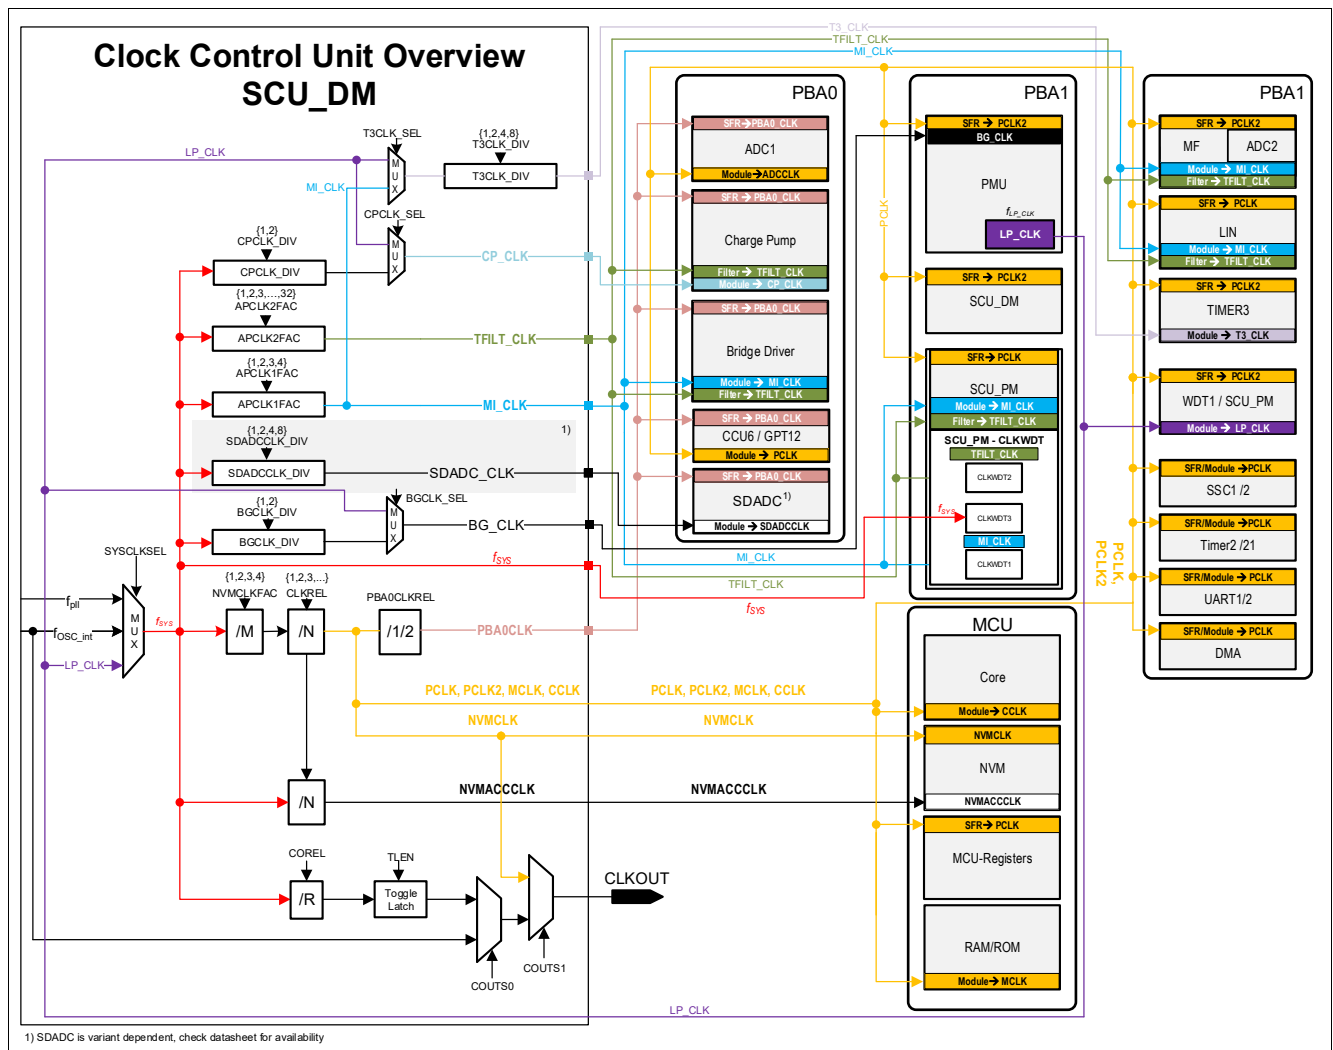 Clock Control Unit Overview
SCU_DM
T3_CLK
TFILT_CLK
MI_CLK
LP_CLK
T3CLK_SEL
M
U
X
MI_CLK
{1,2,4,8}
T3CLK_DIV
T3CLK_DIV
CPCLK_SEL
M
U
X
CP_CLK
{1,2}
CPCLK_DIV
CPCLK_DIV
{1,2,3,...,32}
APCLK2FAC
APCLK2FAC
TFILT_CLK
{1,2,3,4}
APCLK1FAC
APCLK1FAC
MI_CLK
{1,2,4,8}
SDADCCLK_DIV
1)
SDADCCLK_DIV
SDADC_CLK
{1,2}
BGCLK_DIV
BGCLK_DIV
BGCLK_SEL
M
U
X
BG_CLK
SYSCLKSEL
fpll
fOSC_int
LP_CLK
M
U
X
fSYS
fSYS
{1,2,3,4}
NVMCLKFAC
/M
{1,2,3,...}
CLKREL
/N
PBA0CLKREL
/1/2
PBA0CLK
PCLK, PCLK2, MCLK, CCLK
PCLK, PCLK2, MCLK, CCLK
NVMCLK
NVMCLK
/N
NVMACCCLK
NVMACCCLK
COREL
/R
TLEN
Toggle
Latch
COUTS0
COUTS1
CLKOUT
PBA0
SFR→PBA0_CLK
ADC1
Module→ADCCLK
SFR→PBA0_CLK
Charge Pump
Filter→TFILT_CLK
Module→CP_CLK
SFR→PBA0_CLK
Bridge Driver
Module→MI_CLK
Filter→TFILT_CLK
SFR→PBA0_CLK
CCU6 / GPT12
Module→PCLK
SFR→PBA0_CLK
SDADC1)
Module→SDADCCLK
MI_CLK
TFILT_CLK
fSYS
PCLK
PBA1
SFR→PCLK2
BG_CLK
PMU
fLP_CLK
LP_CLK
SFR→PCLK2
SCU_DM
SFR→PCLK
SCU_PM
Module→MI_CLK
Filter→TFILT_CLK
SCU_PM - CLKWDT
TFILT_CLK
CLKWDT2
fSYS
CLKWDT3
MI_CLK
CLKWDT1
MCU
Core
Module→CCLK
NVMCLK
NVM
NVMACCCLK
SFR→PCLK
MCU-Registers
RAM/ROM
Module→MCLK
LP_CLK
PCLK,
PCLK2
PBA1
SFR→PCLK2
MF
ADC2
Module→MI_CLK
Filter→TFILT_CLK
SFR→PCLK
LIN
Module→MI_CLK
Filter→TFILT_CLK
SFR→PCLK2
TIMER3
Module→T3_CLK
SFR→PCLK2
WDT1 / SCU_PM
Module→LP_CLK
SFR/Module→PCLK
SSC1 /2
SFR/Module→PCLK
Timer2 /21
SFR/Module→PCLK
UART1/2
SFR/Module→PCLK
DMA
1) SDADC is variant dependent, check datasheet for availability